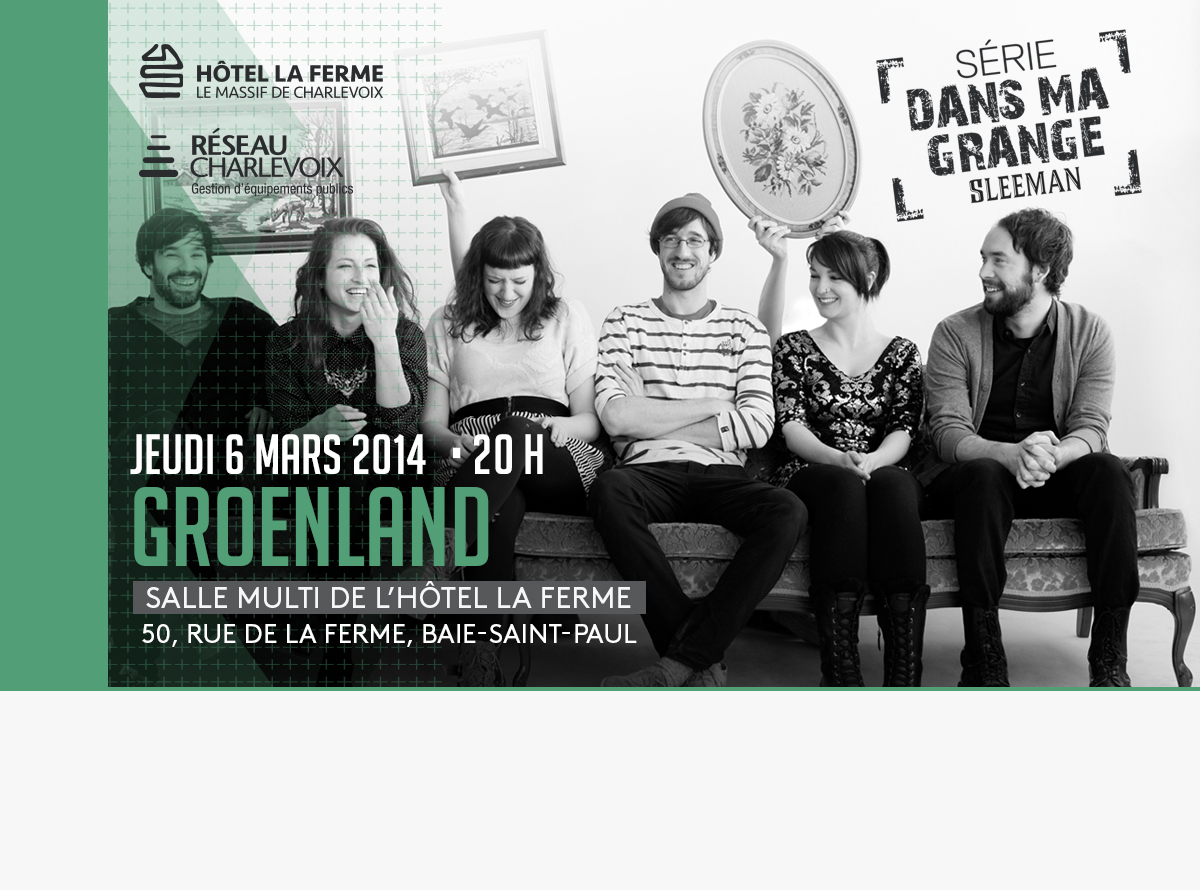 HÔTEL LA FERME
LE MASSIF DE CHARLEVOIX
RÉSEAU
CHARLEVOIX
Gestion d'équipements publics
SÉRIE
DANS MA
GRANGE
SLEEMAN
JEUDI 6 MARS 2014 ▪ 20 H
GROENLAND
SALLE MULTI DE L'HÔTEL LA FERME
50, RUE DE LA FERME, BAIE-SAINT-PAUL